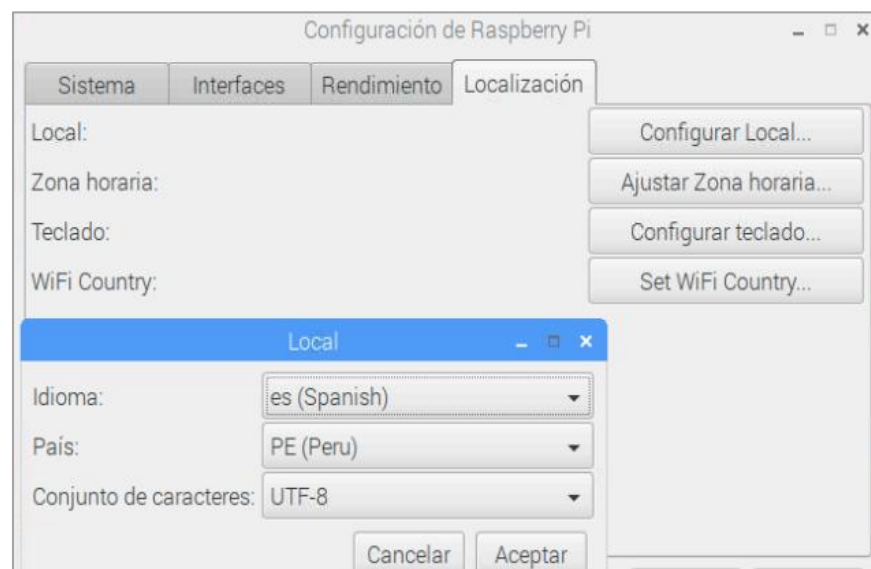 Configuración de Raspberry Pi
Sistema Interfaces Rendimiento Localización
Local: Configurar Local...
Zona horaria: Ajustar Zona horaria...
Teclado: Configurar teclado...
WiFi Country: Set WiFi Country...
Local
Idioma: es (Spanish)
País: PE (Peru)
Conjunto de caracteres: UTF-8
Cancelar Aceptar